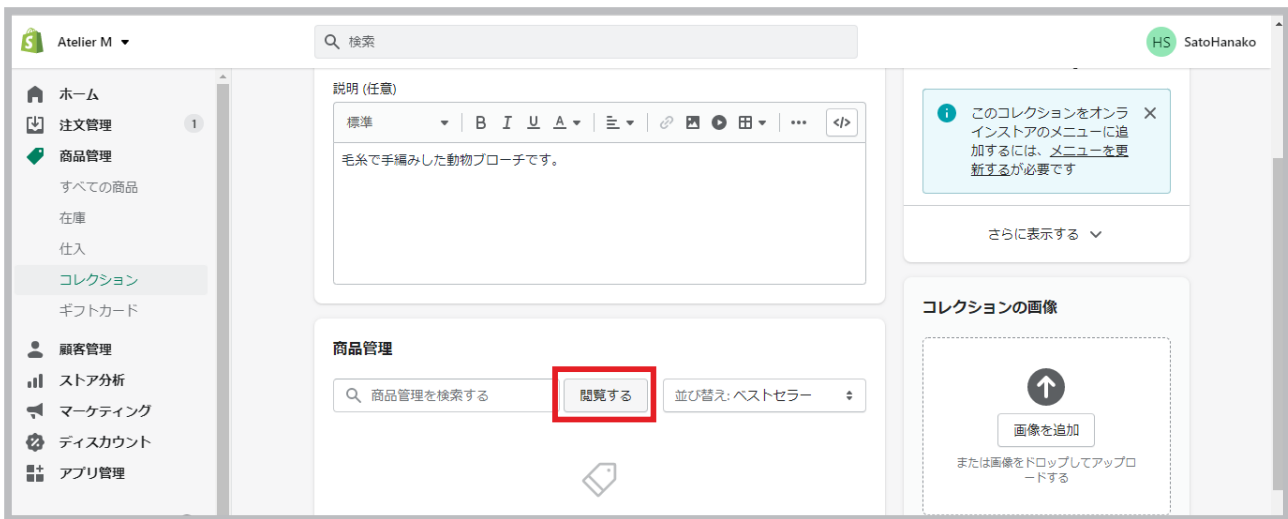 Atelier M
検索
HS SatoHanako
ホーム
注文管理 1
商品管理
すべての商品
在庫
仕入
コレクション
ギフトカード
顧客管理
ストア分析
マーケティング
ディスカウント
アプリ管理
説明 (任意)
標準 B I U A ••• </>
毛糸で手編みした動物ブローチです。
商品管理
商品管理を検索する 閲覧する 並び替え: ベストセラー
このコレクションをオンラ
インストアのメニューに追
加するには、メニューを更
新するが必要です
さらに表示する
コレクションの画像
画像を追加
または画像をドロップしてアップロ
ードする